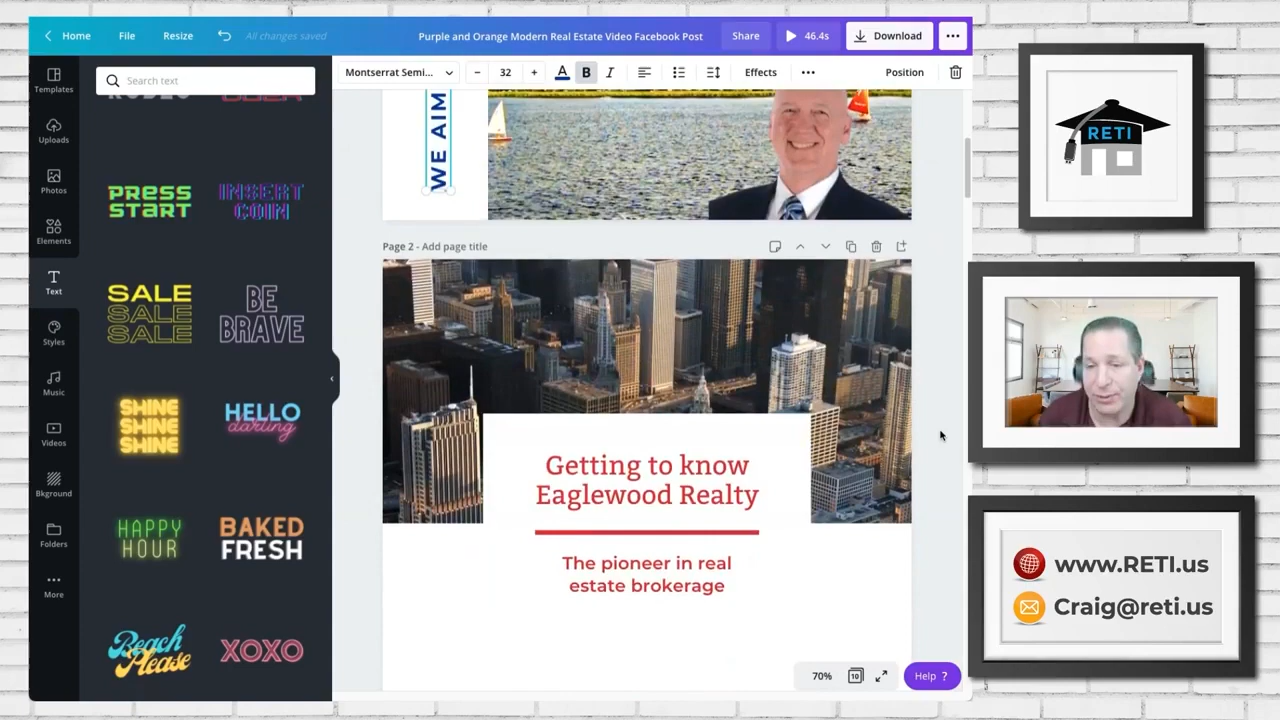 Home
File
Resize
All changes saved
Purple and Orange Modern Real Estate Video Facebook Post
Share
46.4s
Download
Templates
Uploads
Photos
Elements
Text
Styles
Music
Videos
Bkground
Folders
More
Search text
PRESS
START
INSERT
COIN
SALE
SALE
SALE
BE
BRAVE
SHINE
SHINE
SHINE
HELLO
darling
HAPPY
HOUR
BAKED
FRESH
Beach
Please
XOXO
Montserrat Semi...
32
A
B
I
Effects
Position
WE AIM
Page 2 - Add page title
Getting to know
Eaglewood Realty
The pioneer in real
estate brokerage
70%
10
Help ?
RETI
www.RETI.us
Craig@reti.us